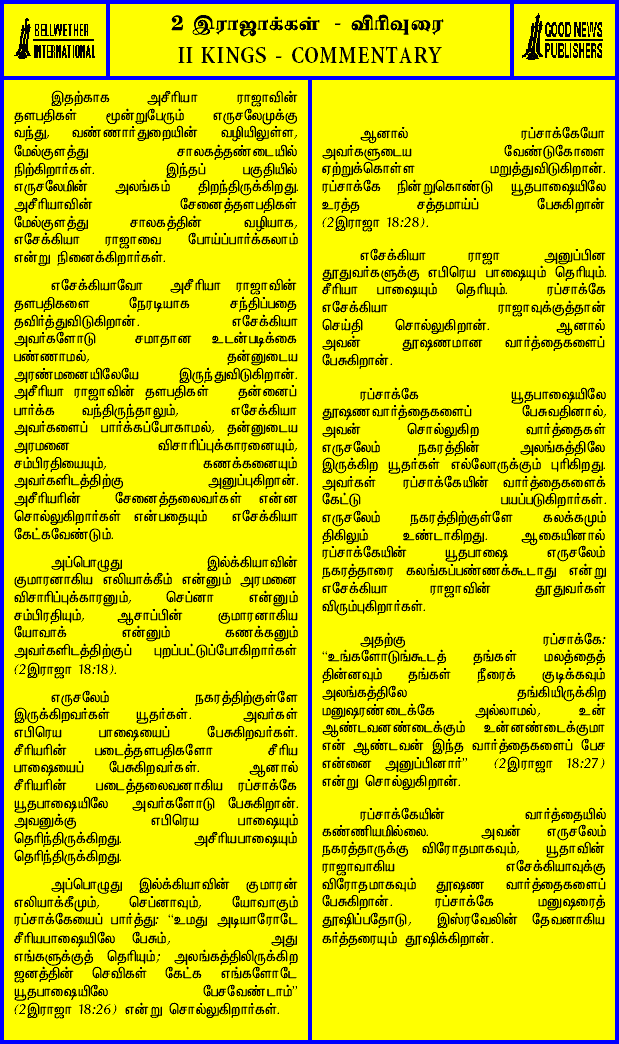 BELLWETHER
INTERNATIONAL
2 இராஜாக்கள் - விரிவுரை
II KINGS - COMMENTARY
GOOD NEWS
PUBLISHERS
இதற்காக அசீரியா ராஜாவின்
தளபதிகள் மூன்றுபேரும் எருசலேமுக்கு
வந்து, வண்ணார்துறையின் வழியிலுள்ள,
மேல்குளத்து சாலகத்தண்டையில்
நிற்கிறார்கள். இந்தப் பகுதியில்
எருசலேமின் அலங்கம் திறந்திருக்கிறது.
அசீரியாவின் சேனைத்தளபதிகள்
மேல்குளத்து சாலகத்தின் வழியாக,
எசேக்கியா ராஜாவை போய்ப்பார்க்கலாம்
என்று நினைக்கிறார்கள்.
எசேக்கியாவோ அசீரியா ராஜாவின்
தளபதிகளை நேரடியாக சந்திப்பதை
தவிர்த்துவிடுகிறான். எசேக்கியா
அவர்களோடு சமாதான உடன்படிக்கை
பண்ணாமல், தன்னுடைய
அரண்மனையிலேயே இருந்துவிடுகிறான்.
அசீரியா ராஜாவின் தளபதிகள் தன்னைப்
பார்க்க வந்திருந்தாலும், எசேக்கியா
அவர்களைப் பார்க்கப்போகாமல், தன்னுடைய
அரமனை விசாரிப்புக்காரனையும்,
சம்பிரதியையும், கணக்கனையும்
அவர்களிடத்திற்கு அனுப்புகிறான்.
அசீரியரின் சேனைத்தலைவர்கள் என்ன
சொல்லுகிறார்கள் என்பதையும் எசேக்கியா
கேட்கவேண்டும்.
அப்பொழுது இல்க்கியாவின்
குமாரனாகிய எலியாக்கீம் என்னும் அரமனை
விசாரிப்புக்காரனும், செப்னா என்னும்
சம்பிரதியும், ஆசாப்பின் குமாரனாகிய
யோவாக் என்னும் கணக்கனும்
அவர்களிடத்திற்குப் புறப்பட்டுப்போகிறார்கள்
(2இராஜா 18:18).
எருசலேம் நகரத்திற்குள்ளே
இருக்கிறவர்கள் யூதர்கள். அவர்கள்
எபிரெய பாஷையைப் பேசுகிறவர்கள்.
சீரியரின் படைத்தளபதிகளோ சீரிய
பாஷையைப் பேசுகிறவர்கள். ஆனால்
சீரியரின் படைத்தலைவனாகிய ரப்சாக்கே
யூதபாஷையிலே அவர்களோடு பேசுகிறான்.
அவனுக்கு எபிரெய பாஷையும்
தெரிந்திருக்கிறது. அசீரியபாஷையும்
தெரிந்திருக்கிறது.
அப்பொழுது இல்க்கியாவின் குமாரன்
எலியாக்கீமும், செப்னாவும், யோவாகும்
ரப்சாக்கேயைப் பார்த்து: “உமது அடியாரோடே
சீரியபாஷையிலே பேசும், அது
எங்களுக்குத் தெரியும்; அலங்கத்திலிருக்கிற
ஜனத்தின் செவிகள் கேட்க எங்களோடே
யூதபாஷையிலே பேசவேண்டாம்”
(2இராஜா 18:26) என்று சொல்லுகிறார்கள்.
ஆனால் ரப்சாக்கேயோ
அவர்களுடைய வேண்டுகோளை
ஏற்றுக்கொள்ள மறுத்துவிடுகிறான்.
ரப்சாக்கே நின்றுகொண்டு யூதபாஷையிலே
உரத்த சத்தமாய்ப் பேசுகிறான்
(2இராஜா 18:28).
எசேக்கியா ராஜா அனுப்பின
தூதுவர்களுக்கு எபிரெய பாஷையும் தெரியும்.
சீரியா பாஷையும் தெரியும். ரப்சாக்கே
எசேக்கியா ராஜாவுக்குத்தான்
செய்தி சொல்லுகிறான். ஆனால்
அவன் தூஷணமான வார்த்தைகளைப்
பேசுகிறான்.
ரப்சாக்கே யூதபாஷையிலே
தூஷணவார்த்தைகளைப் பேசுவதினால்,
அவன் சொல்லுகிற வார்த்தைகள்
எருசலேம் நகரத்தின் அலங்கத்திலே
இருக்கிற யூதர்கள் எல்லோருக்கும் புரிகிறது.
அவர்கள் ரப்சாக்கேயின் வார்த்தைகளைக்
கேட்டு பயப்படுகிறார்கள்.
எருசலேம் நகரத்திற்குள்ளே கலக்கமும்
திகிலும் உண்டாகிறது. ஆகையினால்
ரப்சாக்கேயின் யூதபாஷை எருசலேம்
நகரத்தாரை கலங்கப்பண்ணக்கூடாது என்று
எசேக்கியா ராஜாவின் தூதுவர்கள்
விரும்புகிறார்கள்.
அதற்கு ரப்சாக்கே:
“உங்களோடுங்கூடத் தங்கள் மலத்தைத்
தின்னவும் தங்கள் நீரைக் குடிக்கவும்
அலங்கத்திலே தங்கியிருக்கிற
மனுஷரண்டைக்கே அல்லாமல், உன்
ஆண்டவனண்டைக்கும் உன்னண்டைக்குமா
என் ஆண்டவன் இந்த வார்த்தைகளைப் பேச
என்னை அனுப்பினார்” (2இராஜா 18:27)
என்று சொல்லுகிறான்.
ரப்சாக்கேயின் வார்த்தையில்
கண்ணியமில்லை. அவன் எருசலேம்
நகரத்தாருக்கு விரோதமாகவும், யூதாவின்
ராஜாவாகிய எசேக்கியாவுக்கு
விரோதமாகவும் தூஷண வார்த்தைகளைப்
பேசுகிறான். ரப்சாக்கே மனுஷரைத்
தூஷிப்பதோடு, இஸ்ரவேலின் தேவனாகிய
கர்த்தரையும் தூஷிக்கிறான்.